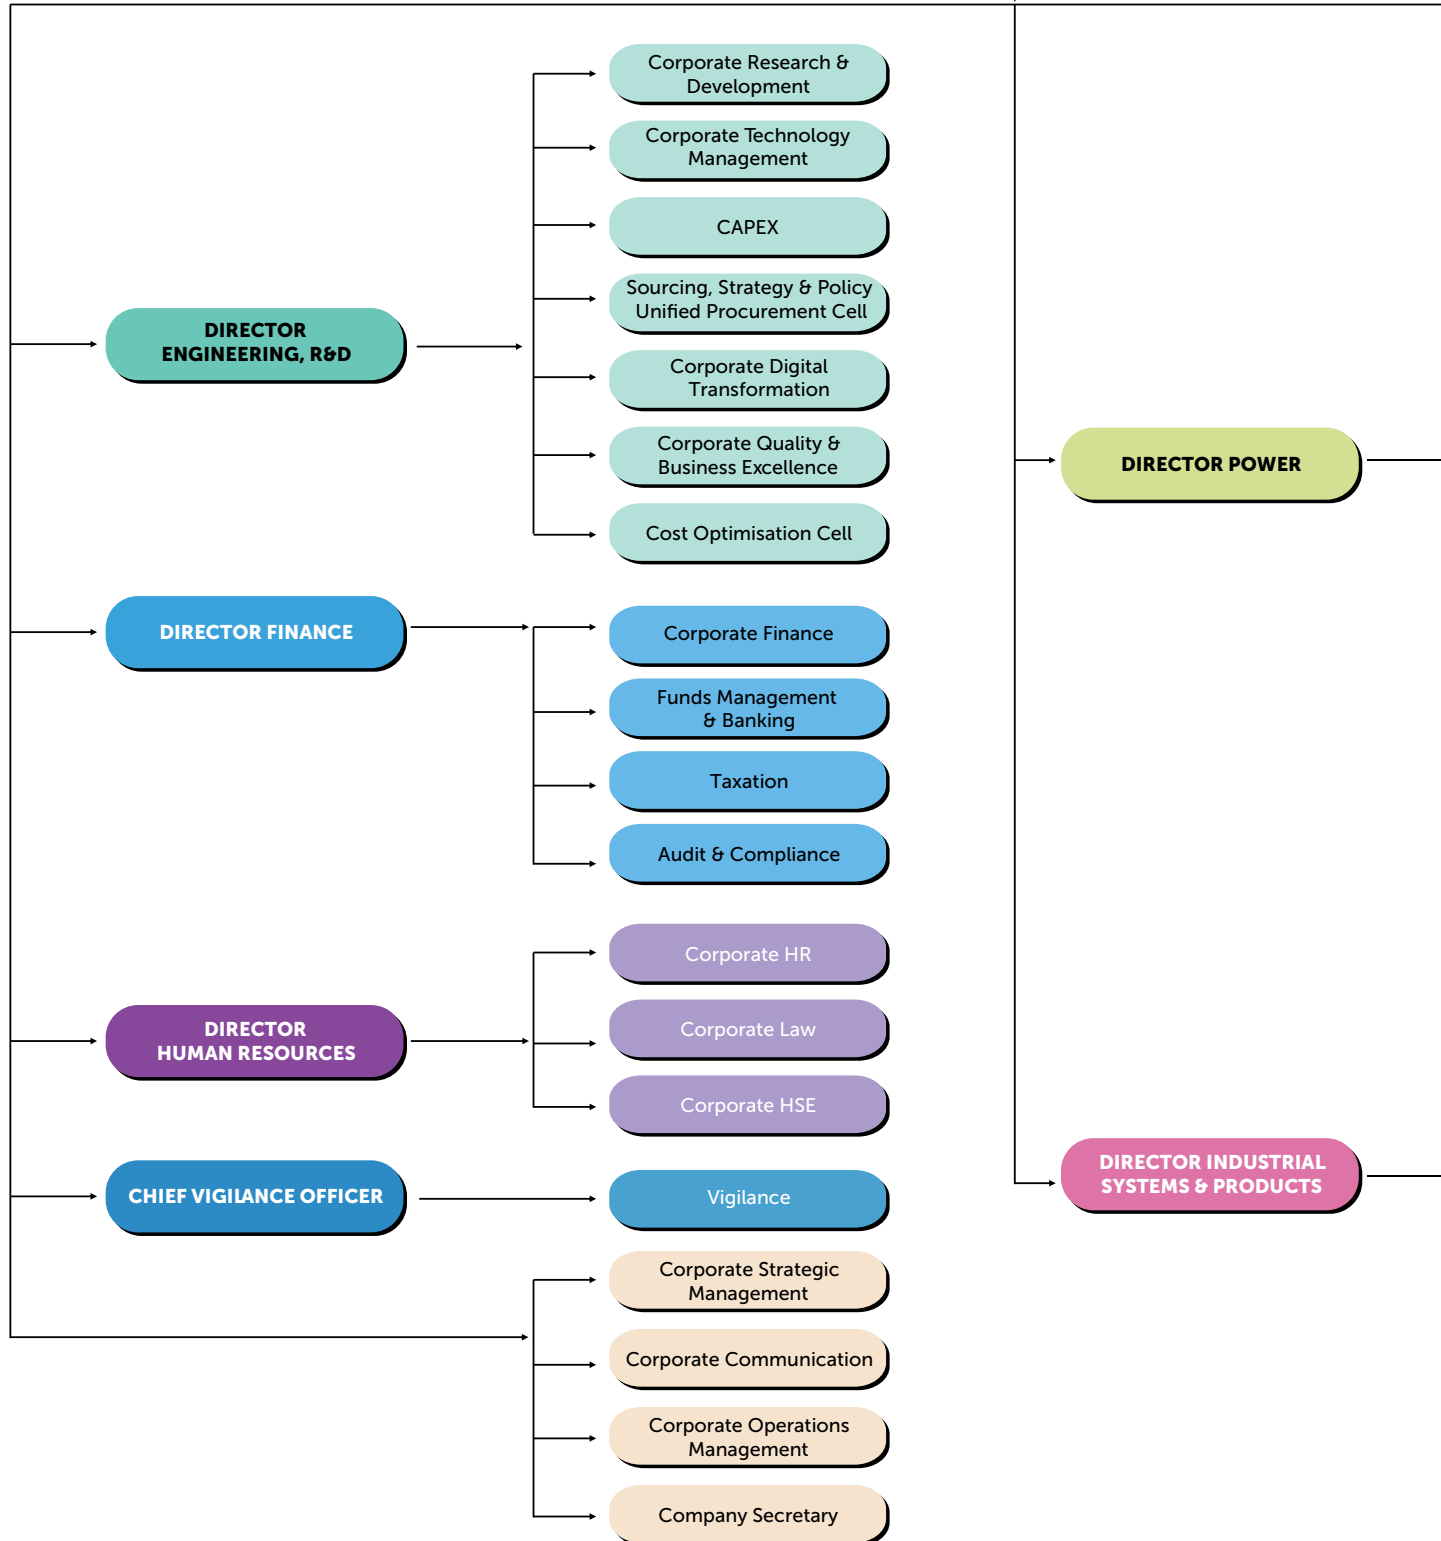 Corporate Research &
Development
Corporate Technology
Management
CAPEX
Sourcing, Strategy & Policy
Unified Procurement Cell
DIRECTOR
ENGINEERING, R&D
Corporate Digital
Transformation
Corporate Quality &
Business Excellence
Cost Optimisation Cell
DIRECTOR FINANCE
Corporate Finance
Funds Management
& Banking
Taxation
Audit & Compliance
DIRECTOR
HUMAN RESOURCES
Corporate HR
Corporate Law
Corporate HSE
CHIEF VIGILANCE OFFICER
Vigilance
Corporate Strategic
Management
Corporate Communication
Corporate Operations
Management
Company Secretary
DIRECTOR POWER
DIRECTOR INDUSTRIAL
SYSTEMS & PRODUCTS